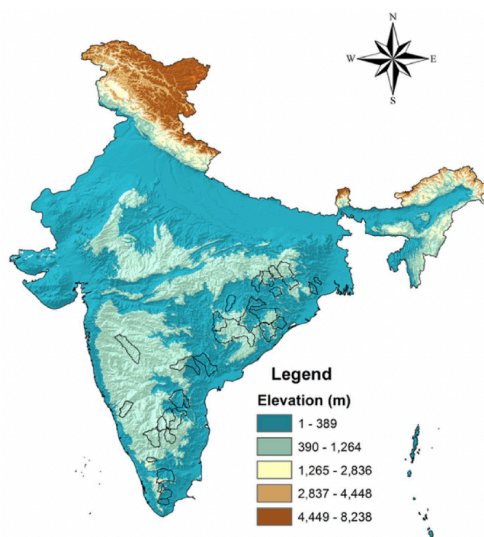 N
W E
S
Legend
Elevation (m)
1 - 389
390 - 1,264
1,265 - 2,836
2,837 - 4,448
4,449 - 8,238